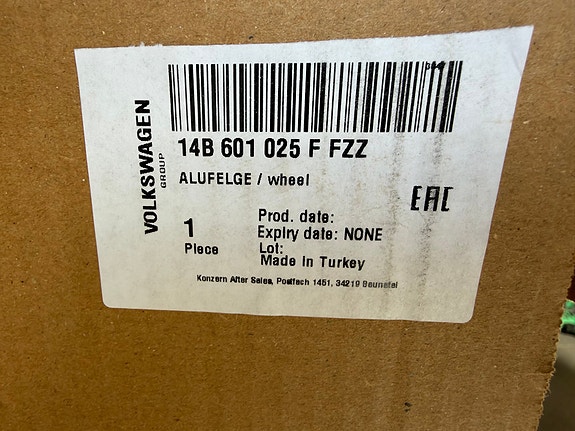 VOLKSWAGEN
GROUP
14B 601 025 F FZZ
ALUFELGE / wheel
EAC
1
Piece
Prod. date:
Expiry date: NONE
Lot:
Made in Turkey
Konzern After Sales, Postfach 1451, 34219 Baunatal